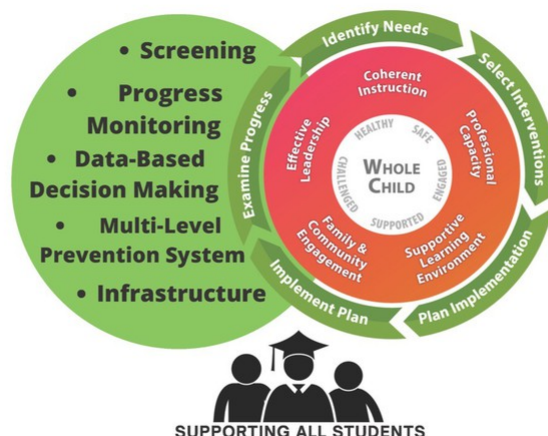 • Screening
• Progress
Monitoring
• Data-Based
Decision Making
• Multi-Level
Prevention System
• Infrastructure
Identify Needs
Select Interventions
Plan Implementation
Implement Plan
Examine Progress
Coherent
Instruction
Professional
Capacity
Supportive
Learning
Environment
Family &
Community
Engagement
Effective
Leadership
HEALTHY
SAFE
ENGAGED
SUPPORTED
CHALLENGED
WHOLE
CHILD
SUPPORTING ALL STUDENTS